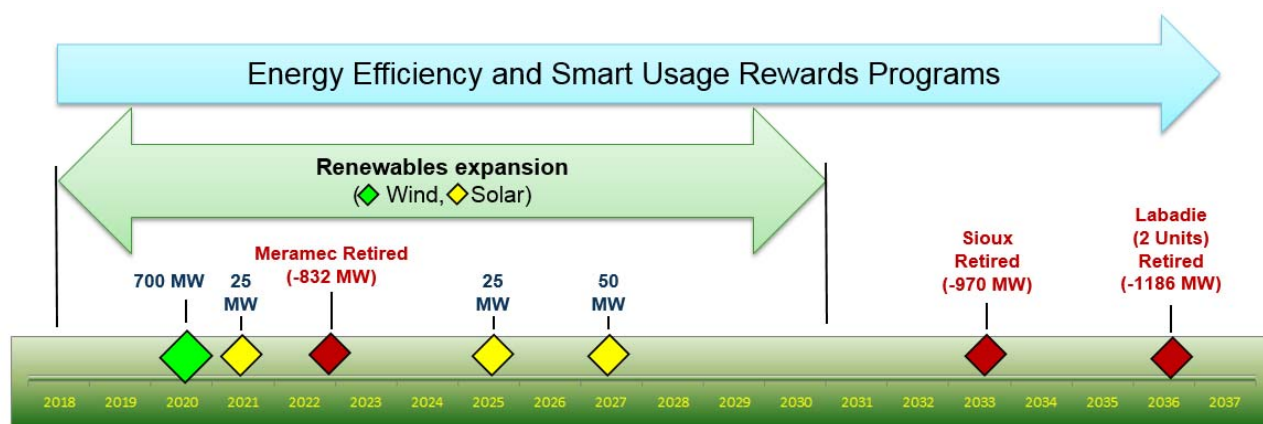 Energy Efficiency and Smart Usage Rewards Programs
Renewables expansion
(Wind, Solar)
700 MW
25
MW
Meramec Retired
(-832 MW)
25
MW
50
MW
Sioux
Retired
(-970 MW)
Labadie
(2 Units)
Retired
(-1186 MW)
2018 2019 2020 2021 2022 2023 2024 2025 2026 2027 2028 2029 2030 2031 2032 2033 2034 2035 2036 2037